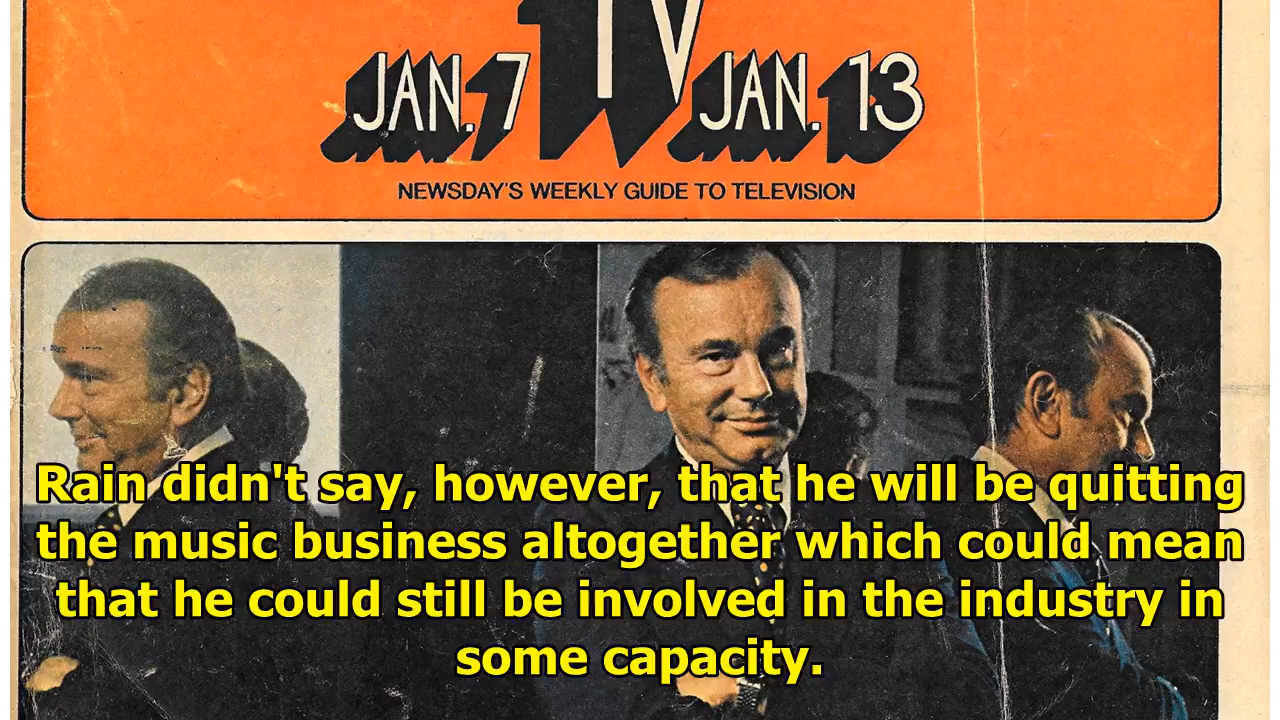 TV
JAN. 7
JAN. 13
NEWSDAY'S WEEKLY GUIDE TO TELEVISION
Rain didn't say, however, that he will be quitting
the music business altogether which could mean
that he could still be involved in the industry in
some capacity.